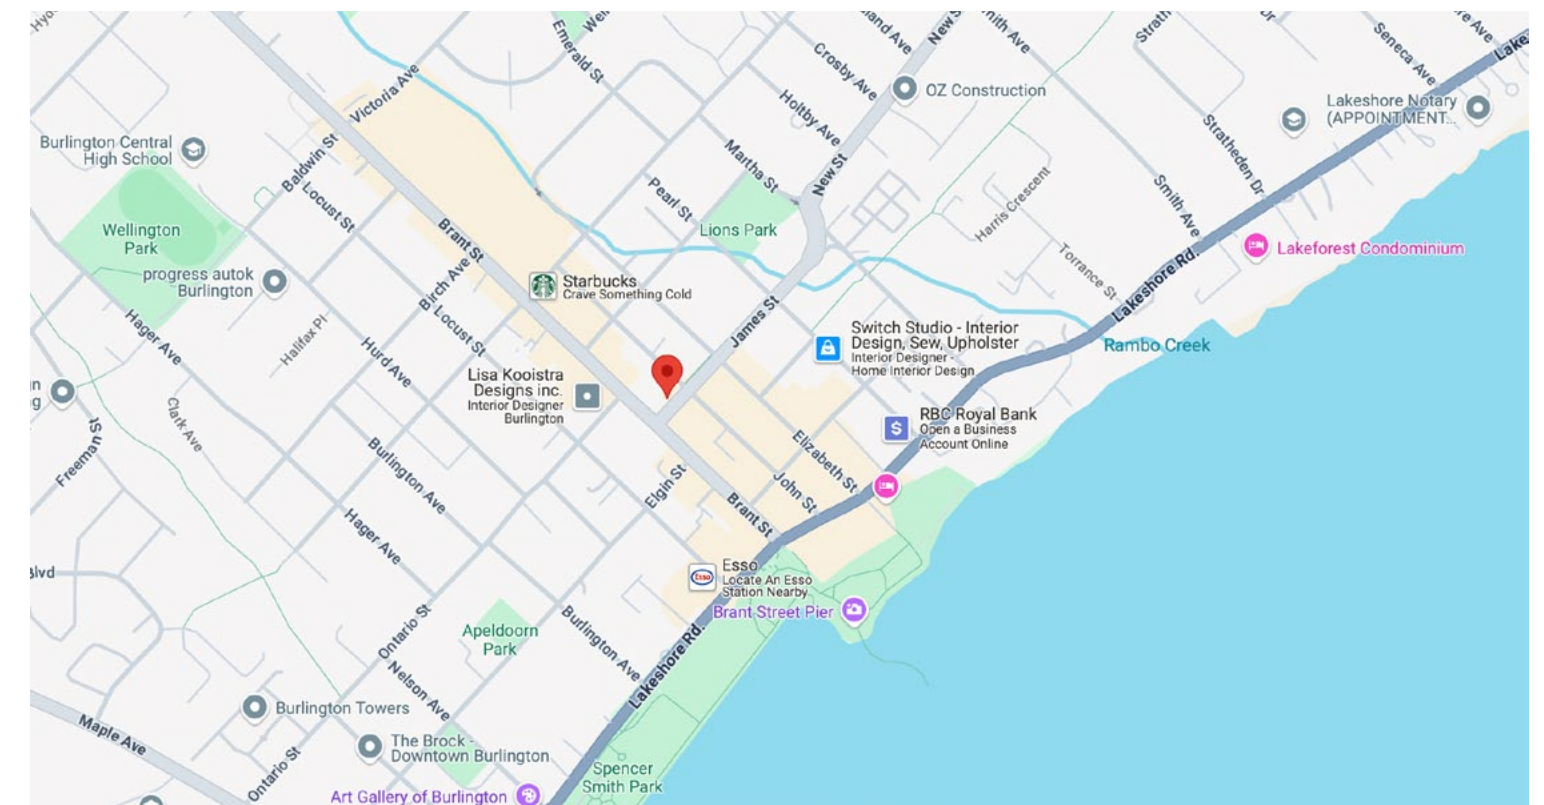 Emerald St
Crosby Ave
New St
OZ Construction
Holtby Ave
Seneca Ave
Lakeshore Notary
(APPOINTMENT...
Victoria Ave
Burlington Central
High School
Baldwin St
Locust St
Martha St
New St
Stratheden Dr
Pearl St
Smith Ave
Harris Crescent
Wellington
Park
Lions Park
Brant St
Lakeforest Condominium
Torrance St
Lakeshore Rd.
progress autok
Burlington
Birch Ave
Starbucks
Crave Something Cold
James St
Hager Ave
Halifax Pl
Locust St
Hurd Ave
Switch Studio - Interior
Design, Sew, Upholster
Interior Designer -
Home Interior Design
Rambo Creek
Lisa Kooistra
Designs inc.
Interior Designer
Burlington
RBC Royal Bank
Open a Business
Account Online
Clark Ave
Freeman St
Burlington Ave
Elizabeth St
John St
Elgin St
Brant St
Hager Ave
Esso
Esso
Locate An Esso
Station Nearby
Brant Street Pier
Blvd
Ontario St
Apeldoorn
Park
Burlington Ave
Lakeshore Rd.
Nelson Ave
Burlington Towers
Maple Ave
The Brock -
Downtown Burlington
Ontario St
Spencer
Smith Park
Art Gallery of Burlington